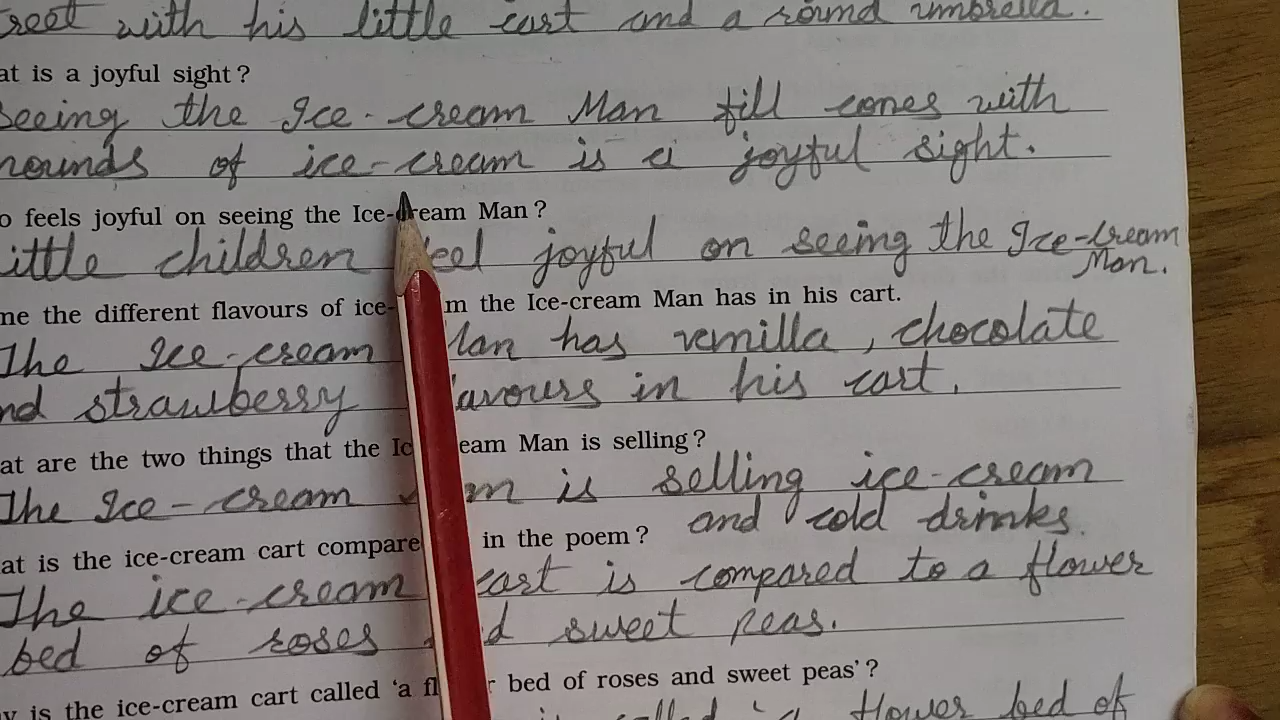 reet with his little cart and a round umbrella.
at is a joyful sight?
Seeing the Ice-cream Man fill cones with
mounds of ice-cream is a joyful sight.
o feels joyful on seeing the Ice-cream Man?
ittle children feel joyful on seeing the Ice-cream
Man.
me the different flavours of ice- m the Ice-cream Man has in his cart.
The Ice-cream Man has vemilla, chocolate
nd strawberry avours in his cart.
at are the two things that the Ic eam Man is selling?
The Ice-cream is selling ice-cream
and cold drinks.
at is the ice-cream cart compare in the poem?
The ice-cream cart is compared to a flower
bed of roses d sweet peas.
y is the ice-cream cart called 'a fl r bed of roses and sweet peas'?
called 'a flower bed of